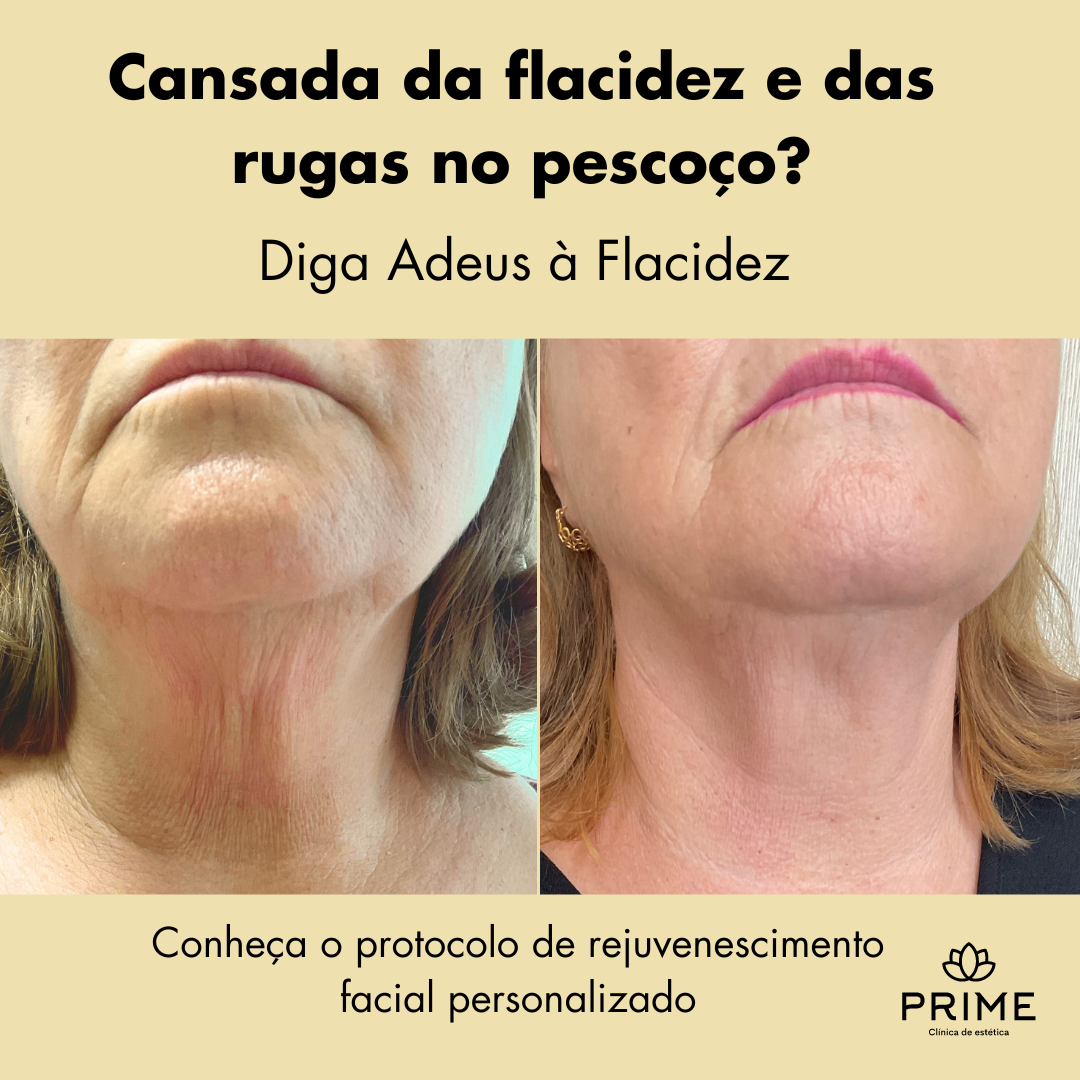 Cansada da flacidez e das
rugas no pescoço?
Diga Adeus à Flacidez
Conheça o protocolo de rejuvenescimento
facial personalizado
PRIME
Clínica de estética